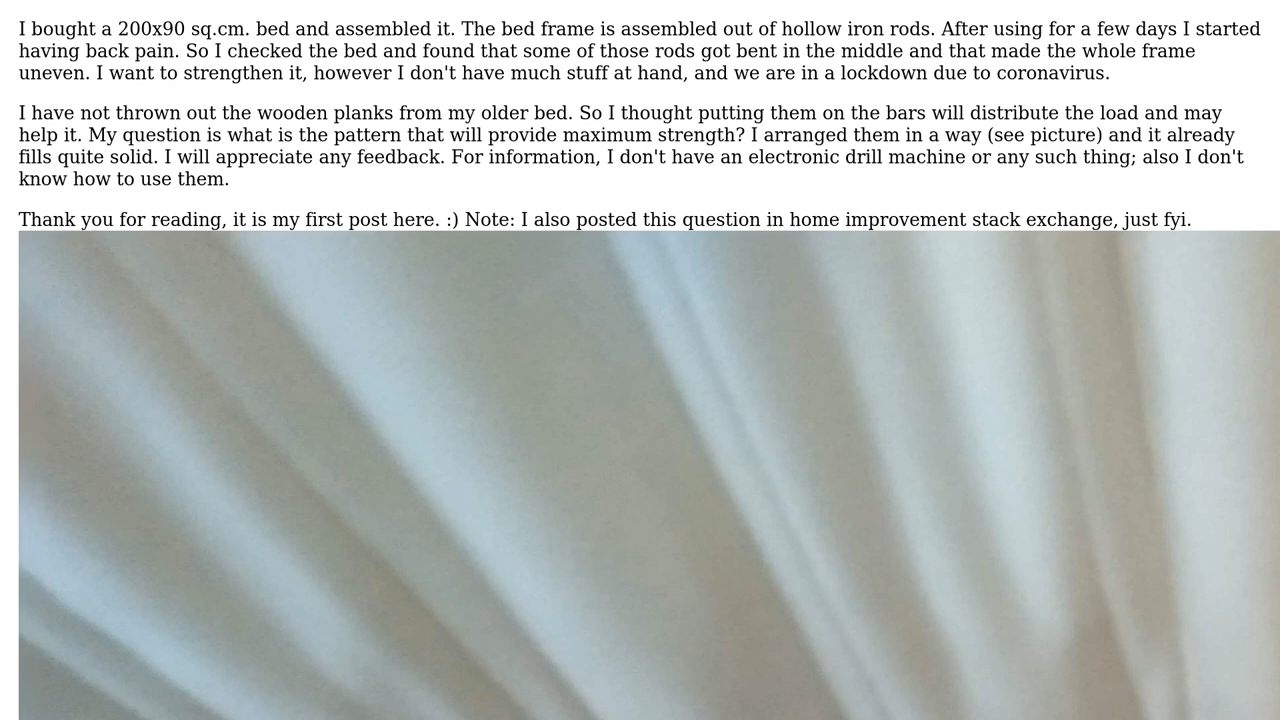 I bought a 200x90 sq.cm. bed and assembled it. The bed frame is assembled out of hollow iron rods. After using for a few days I started
having back pain. So I checked the bed and found that some of those rods got bent in the middle and that made the whole frame
uneven. I want to strengthen it, however I don't have much stuff at hand, and we are in a lockdown due to coronavirus.
I have not thrown out the wooden planks from my older bed. So I thought putting them on the bars will distribute the load and may
help it. My question is what is the pattern that will provide maximum strength? I arranged them in a way (see picture) and it already
fills quite solid. I will appreciate any feedback. For information, I don't have an electronic drill machine or any such thing; also I don't
know how to use them.
Thank you for reading, it is my first post here. :) Note: I also posted this question in home improvement stack exchange, just fyi.